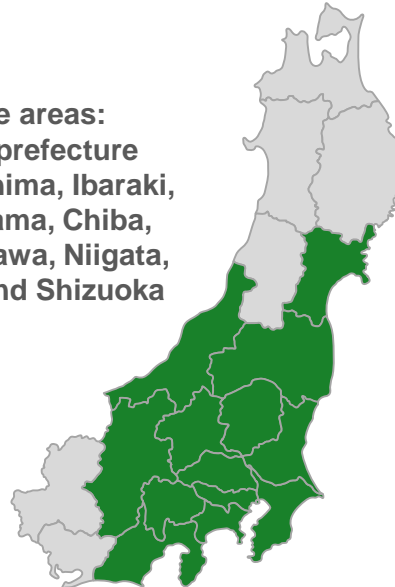 e areas:
prefecture
hima, Ibaraki,
ama, Chiba,
awa, Niigata,
nd Shizuoka